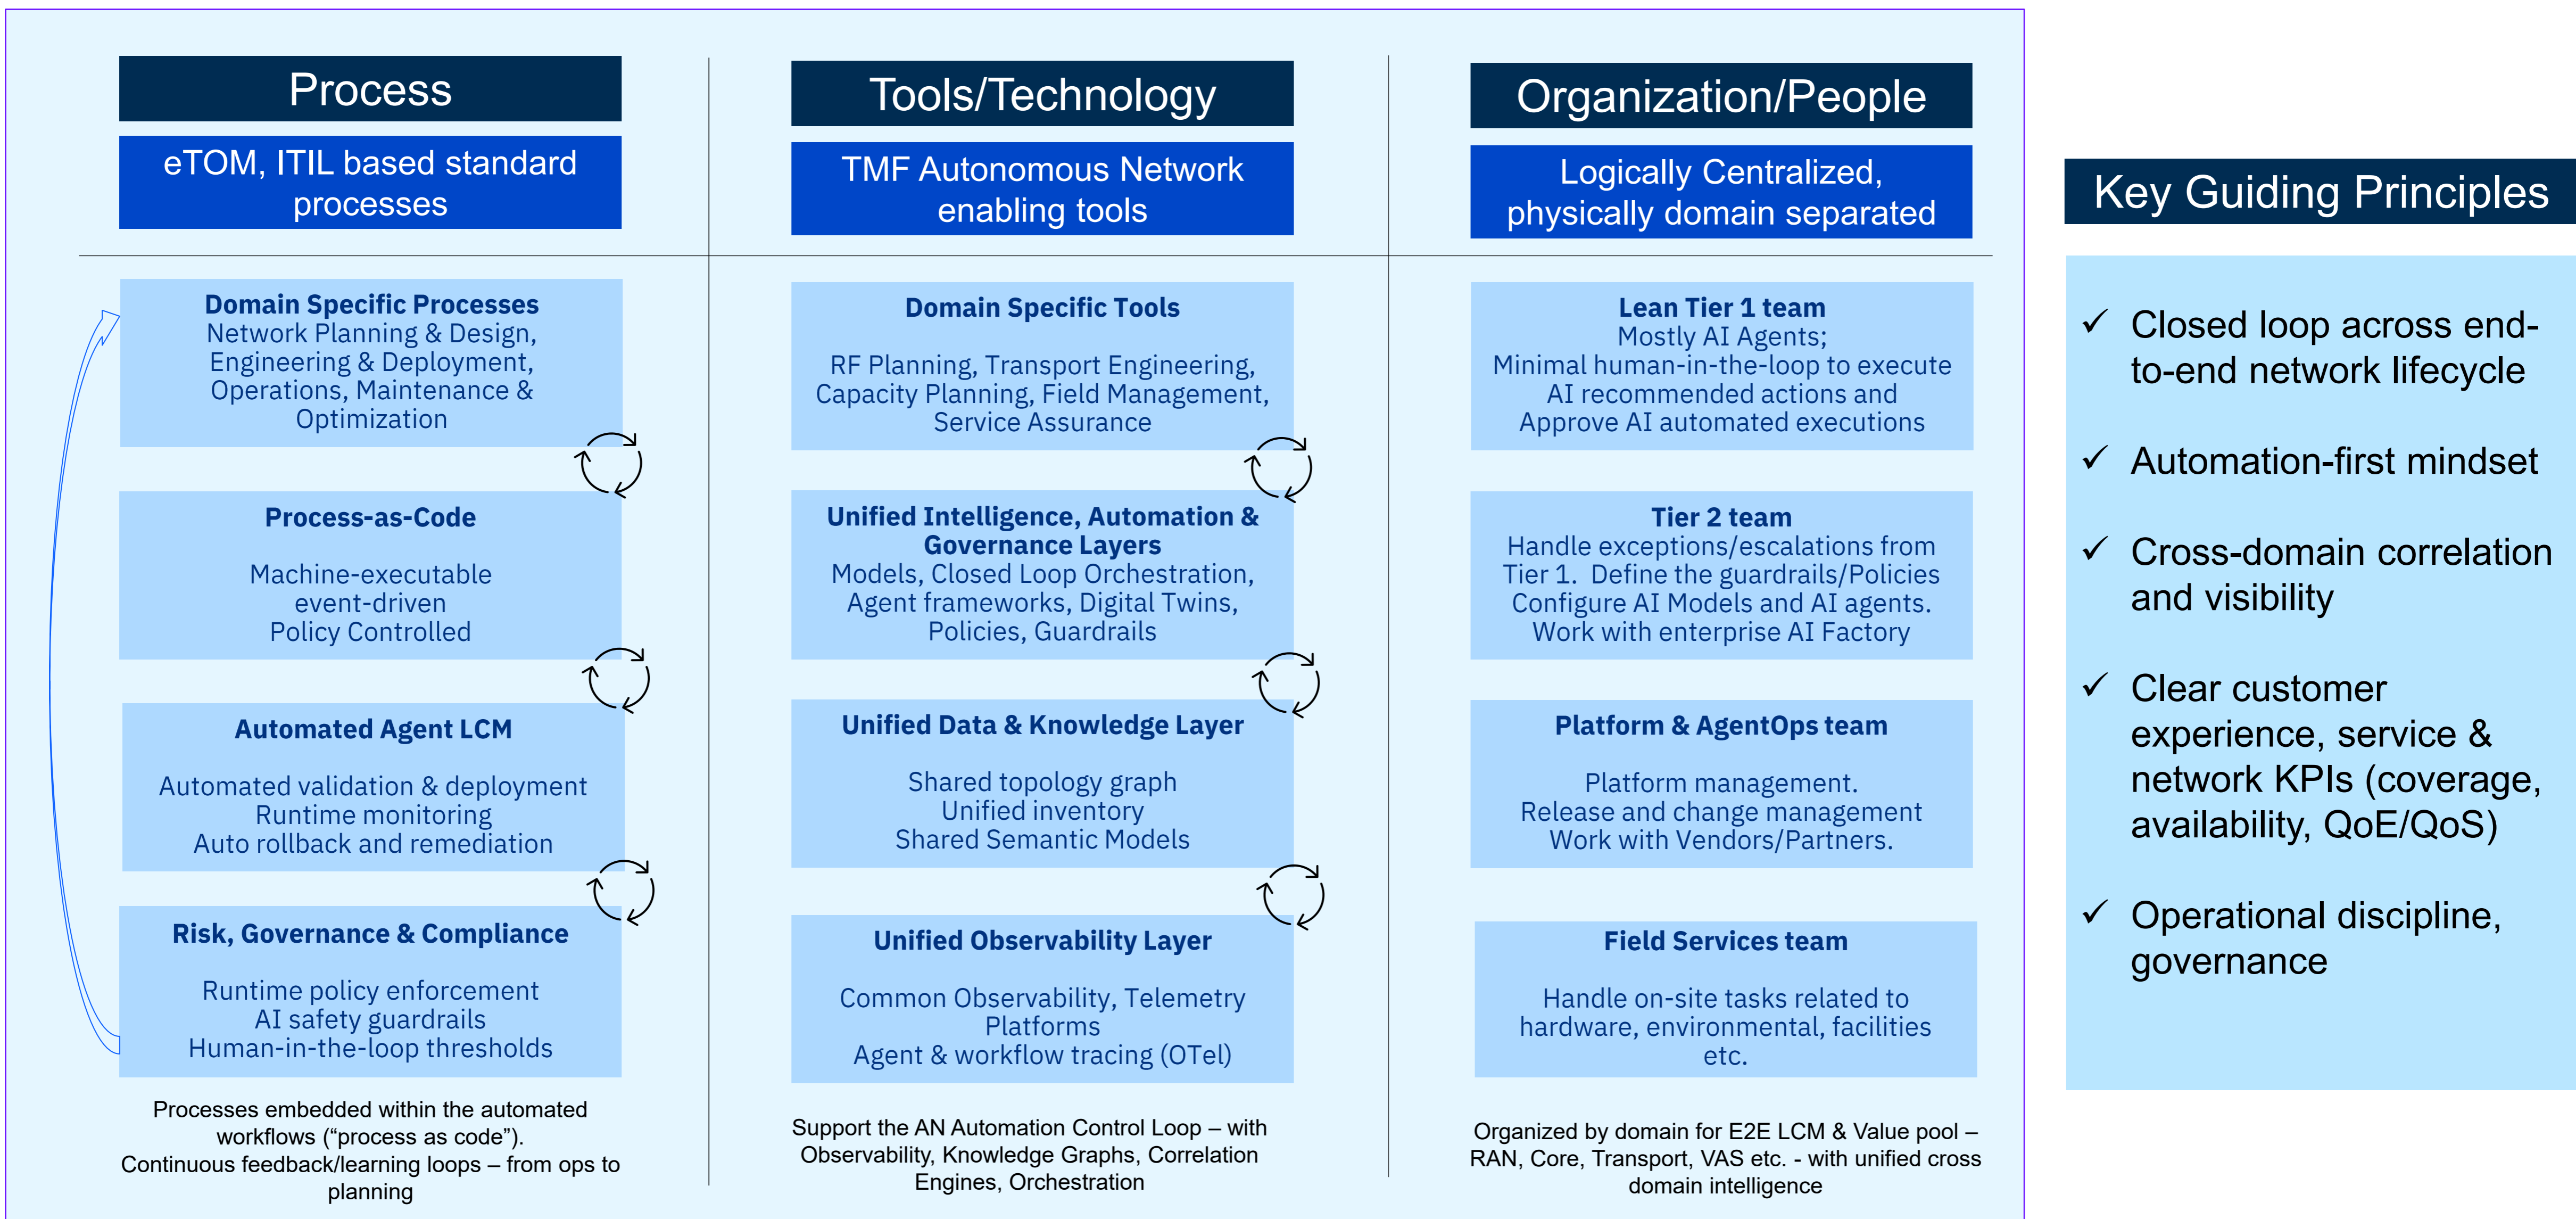 Process
eTOM, ITIL based standard
processes
Domain Specific Processes
Network Planning & Design,
Engineering & Deployment,
Operations, Maintenance &
Optimization
Process-as-Code
Machine-executable
event-driven
Policy Controlled
Automated Agent LCM
Automated validation & deployment
Runtime monitoring
Auto rollback and remediation
Risk, Governance & Compliance
Runtime policy enforcement
AI safety guardrails
Human-in-the-loop thresholds
Processes embedded within the automated
workflows (“process as code”).
Continuous feedback/learning loops – from ops to
planning
Tools/Technology
TMF Autonomous Network
enabling tools
Domain Specific Tools
RF Planning, Transport Engineering,
Capacity Planning, Field Management,
Service Assurance
Unified Intelligence, Automation &
Governance Layers
Models, Closed Loop Orchestration,
Agent frameworks, Digital Twins,
Policies, Guardrails
Unified Data & Knowledge Layer
Shared topology graph
Unified inventory
Shared Semantic Models
Unified Observability Layer
Common Observability, Telemetry
Platforms
Agent & workflow tracing (OTel)
Support the AN Automation Control Loop – with
Observability, Knowledge Graphs, Correlation
Engines, Orchestration
Organization/People
Logically Centralized,
physically domain separated
Lean Tier 1 team
Mostly AI Agents;
Minimal human-in-the-loop to execute
AI recommended actions and
Approve AI automated executions
Tier 2 team
Handle exceptions/escalations from
Tier 1. Define the guardrails/Policies
Configure AI Models and AI agents.
Work with enterprise AI Factory
Platform & AgentOps team
Platform management.
Release and change management
Work with Vendors/Partners.
Field Services team
Handle on-site tasks related to
hardware, environmental, facilities
etc.
Organized by domain for E2E LCM & Value pool –
RAN, Core, Transport, VAS etc. - with unified cross
domain intelligence
Key Guiding Principles
✓ Closed loop across end-
to-end network lifecycle
✓ Automation-first mindset
✓ Cross-domain correlation
and visibility
✓ Clear customer
experience, service &
network KPIs (coverage,
availability, QoE/QoS)
✓ Operational discipline,
governance